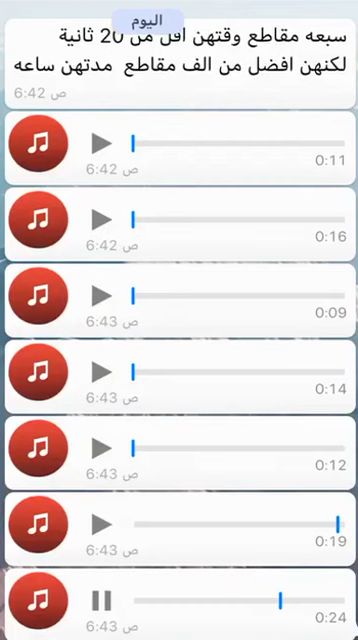 اليوم
سبعه مقاطع وقتهن اقل من 20 ثانية
لكنهن افضل من الف مقاطع مدتهن ساعه
6:42 ص
0:11
6:42 ص
0:16
6:42 ص
0:09
6:43 ص
0:14
6:43 ص
0:12
6:43 ص
0:19
6:43 ص
0:24
6:43 ص